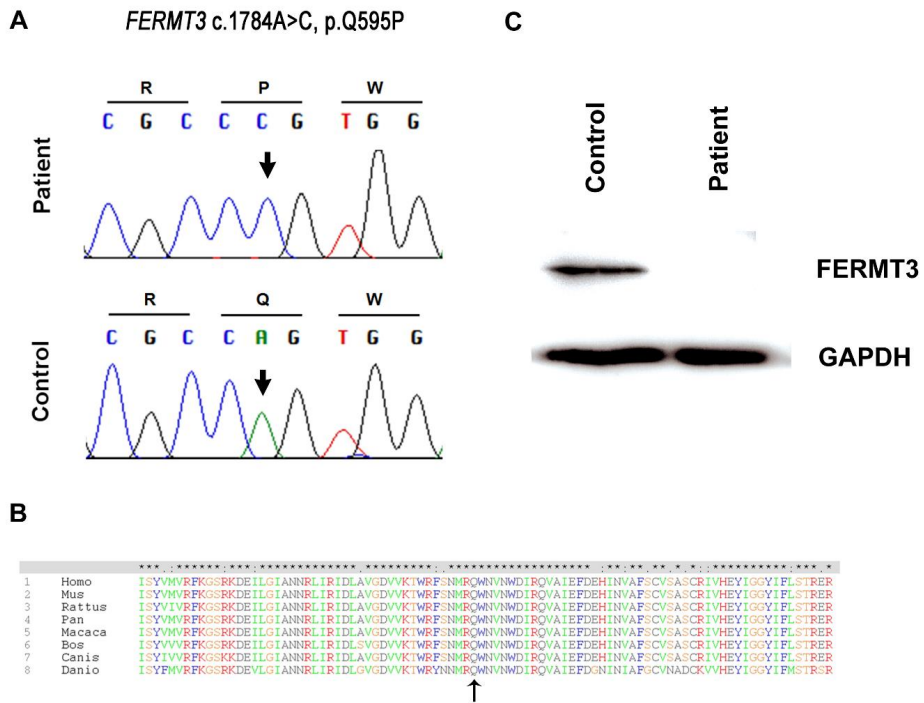 A
FERMT3 c.1784A>C, p.Q595P
R P W
C G C C C G T G G
Patient
R Q W
C G C C A G T G G
Control
C
Control
Patient
FERMT3
GAPDH
B
1 Homo ISYVMVRFKGSRKDEILGIANNRLIRIDLAVGDVVKTWRFSNMRQWNVNWDIRQVAIEFDEHINVAFSCVSASCRIVHEYIGGYIFLSTRER
2 Mus ISYVMVRFKGSRKDEILGIANNRLIRIDLAVGDVVKTWRFSNMRQWNVNWDIRQVAIEFDEHINVAFSCVSASCRIVHEYIGGYIFLSTRER
3 Rattus ISYVIVRFKGSRKDEILGIANNRLIRIDLAVGDVVKTWRFSNMRQWNVNWDIRQVAIEFDEHINVAFSCVSASCRIVHEYIGGYIFLSTRER
4 Pan ISYVMVRFKGSRKDEILGIANNRLIRIDLAVGDVVKTWRFSNMRQWNVNWDIRQVAIEFDEHINVAFSCVSASCRIVHEYIGGYIFLSTRER
5 Macaca ISYVMVRFKGSRKDEILGIANNRLIRIDLAVGDVVKTWRFSNMRQWNVNWDIRQVAIEFDEHINVAFSCVSASCRIVHEYIGGYIFLSTRER
6 Bos ISYVVVRFKGSRKDEILGIANNRLIRIDLSVGDVVKTWRFSNMRQWNVNWDIRQVAIEFDEHINVAFSCVSASCRIVHEYIGGYIFLSTRER
7 Canis ISYIVVRFKGSRKDEILGIANNRLIRIDLAVGDVVKTWRFSNMRQWNVNWDIRQVAIEFDEHINVAFSCVSASCRIVHEYIGGYIFLSTRER
8 Danio ISYFMVRFKGSRKDEILGIANNRLIRIDLAVGDVVKTWRYNNMRQWNVNWDIRQVAIEFDGNINVAFSCVNADCKVVHEYIGGYIFMSTRER